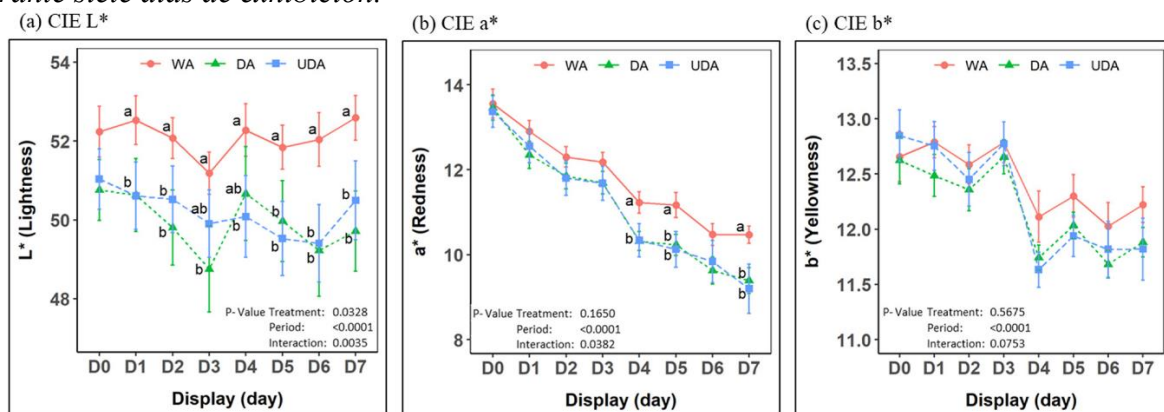 (a) CIE L*
(b) CIE a*
(c) CIE b*
WA DA UDA
54
52
50
48
L* (Lightness)
a a a a a a a
b b ab ab b b b
b b b b b b
P- Value Treatment: 0.0328
Period: <0.0001
Interaction: 0.0035
D0 D1 D2 D3 D4 D5 D6 D7
Display (day)
WA DA UDA
14
12
10
8
a* (Redness)
a a a
b b b
b b b
P- Value Treatment: 0.1650
Period: <0.0001
Interaction: 0.0382
D0 D1 D2 D3 D4 D5 D6 D7
Display (day)
WA DA UDA
13.5
13.0
12.5
12.0
11.5
11.0
b* (Yellowness)
P- Value Treatment: 0.5675
Period: <0.0001
Interaction: 0.0753
D0 D1 D2 D3 D4 D5 D6 D7
Display (day)